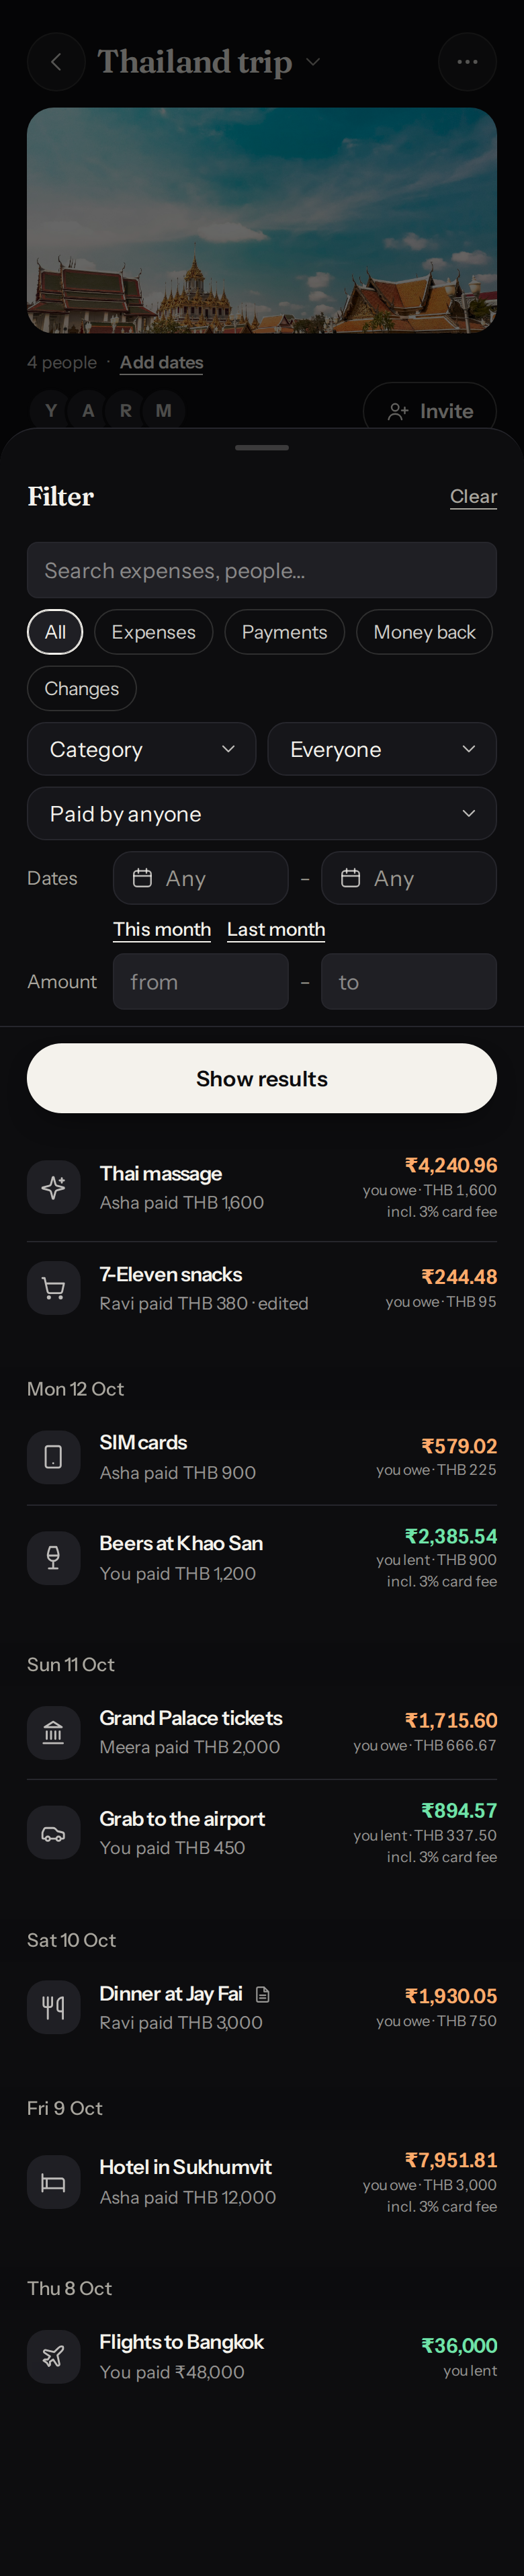 Thailand trip
4 people · Add dates
Y A R M
Invite
Filter
Clear
Search expenses, people...
All
Expenses
Payments
Money back
Changes
Category
Everyone
Paid by anyone
Dates
Any
–
Any
This month
Last month
Amount
from
–
to
Show results
Thai massage
₹4,240.96
Asha paid THB 1,600
you owe · THB 1,600
incl. 3% card fee
7-Eleven snacks
₹244.48
Ravi paid THB 380 · edited
you owe · THB 95
Mon 12 Oct
SIM cards
₹579.02
Asha paid THB 900
you owe · THB 225
Beers at Khao San
₹2,385.54
You paid THB 1,200
you lent · THB 900
incl. 3% card fee
Sun 11 Oct
Grand Palace tickets
₹1,715.60
Meera paid THB 2,000
you owe · THB 666.67
Grab to the airport
₹894.57
You paid THB 450
you lent · THB 337.50
incl. 3% card fee
Sat 10 Oct
Dinner at Jay Fai
₹1,930.05
Ravi paid THB 3,000
you owe · THB 750
Fri 9 Oct
Hotel in Sukhumvit
₹7,951.81
Asha paid THB 12,000
you owe · THB 3,000
incl. 3% card fee
Thu 8 Oct
Flights to Bangkok
₹36,000
You paid ₹48,000
you lent